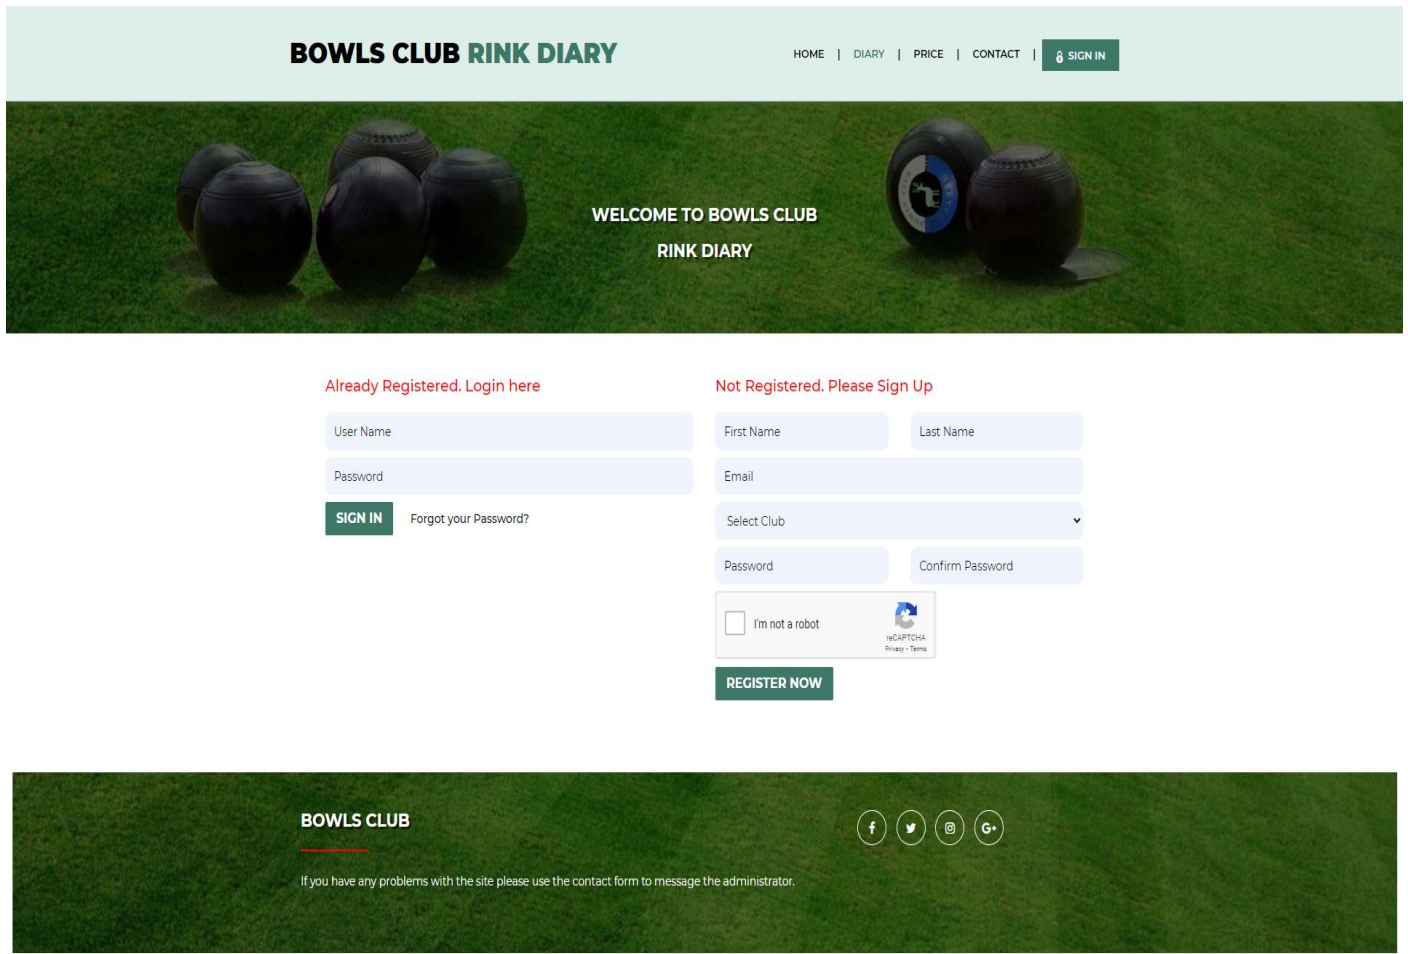 BOWLS CLUB RINK DIARY
HOME | DIARY | PRICE | CONTACT | SIGN IN
WELCOME TO BOWLS CLUB
RINK DIARY
Already Registered. Login here
User Name
Password
SIGN IN Forgot your Password?
Not Registered. Please Sign Up
First Name Last Name
Email
Select Club
Password Confirm Password
I'm not a robot
reCAPTCHA
Privacy - Terms
REGISTER NOW
BOWLS CLUB
If you have any problems with the site please use the contact form to message the administrator.